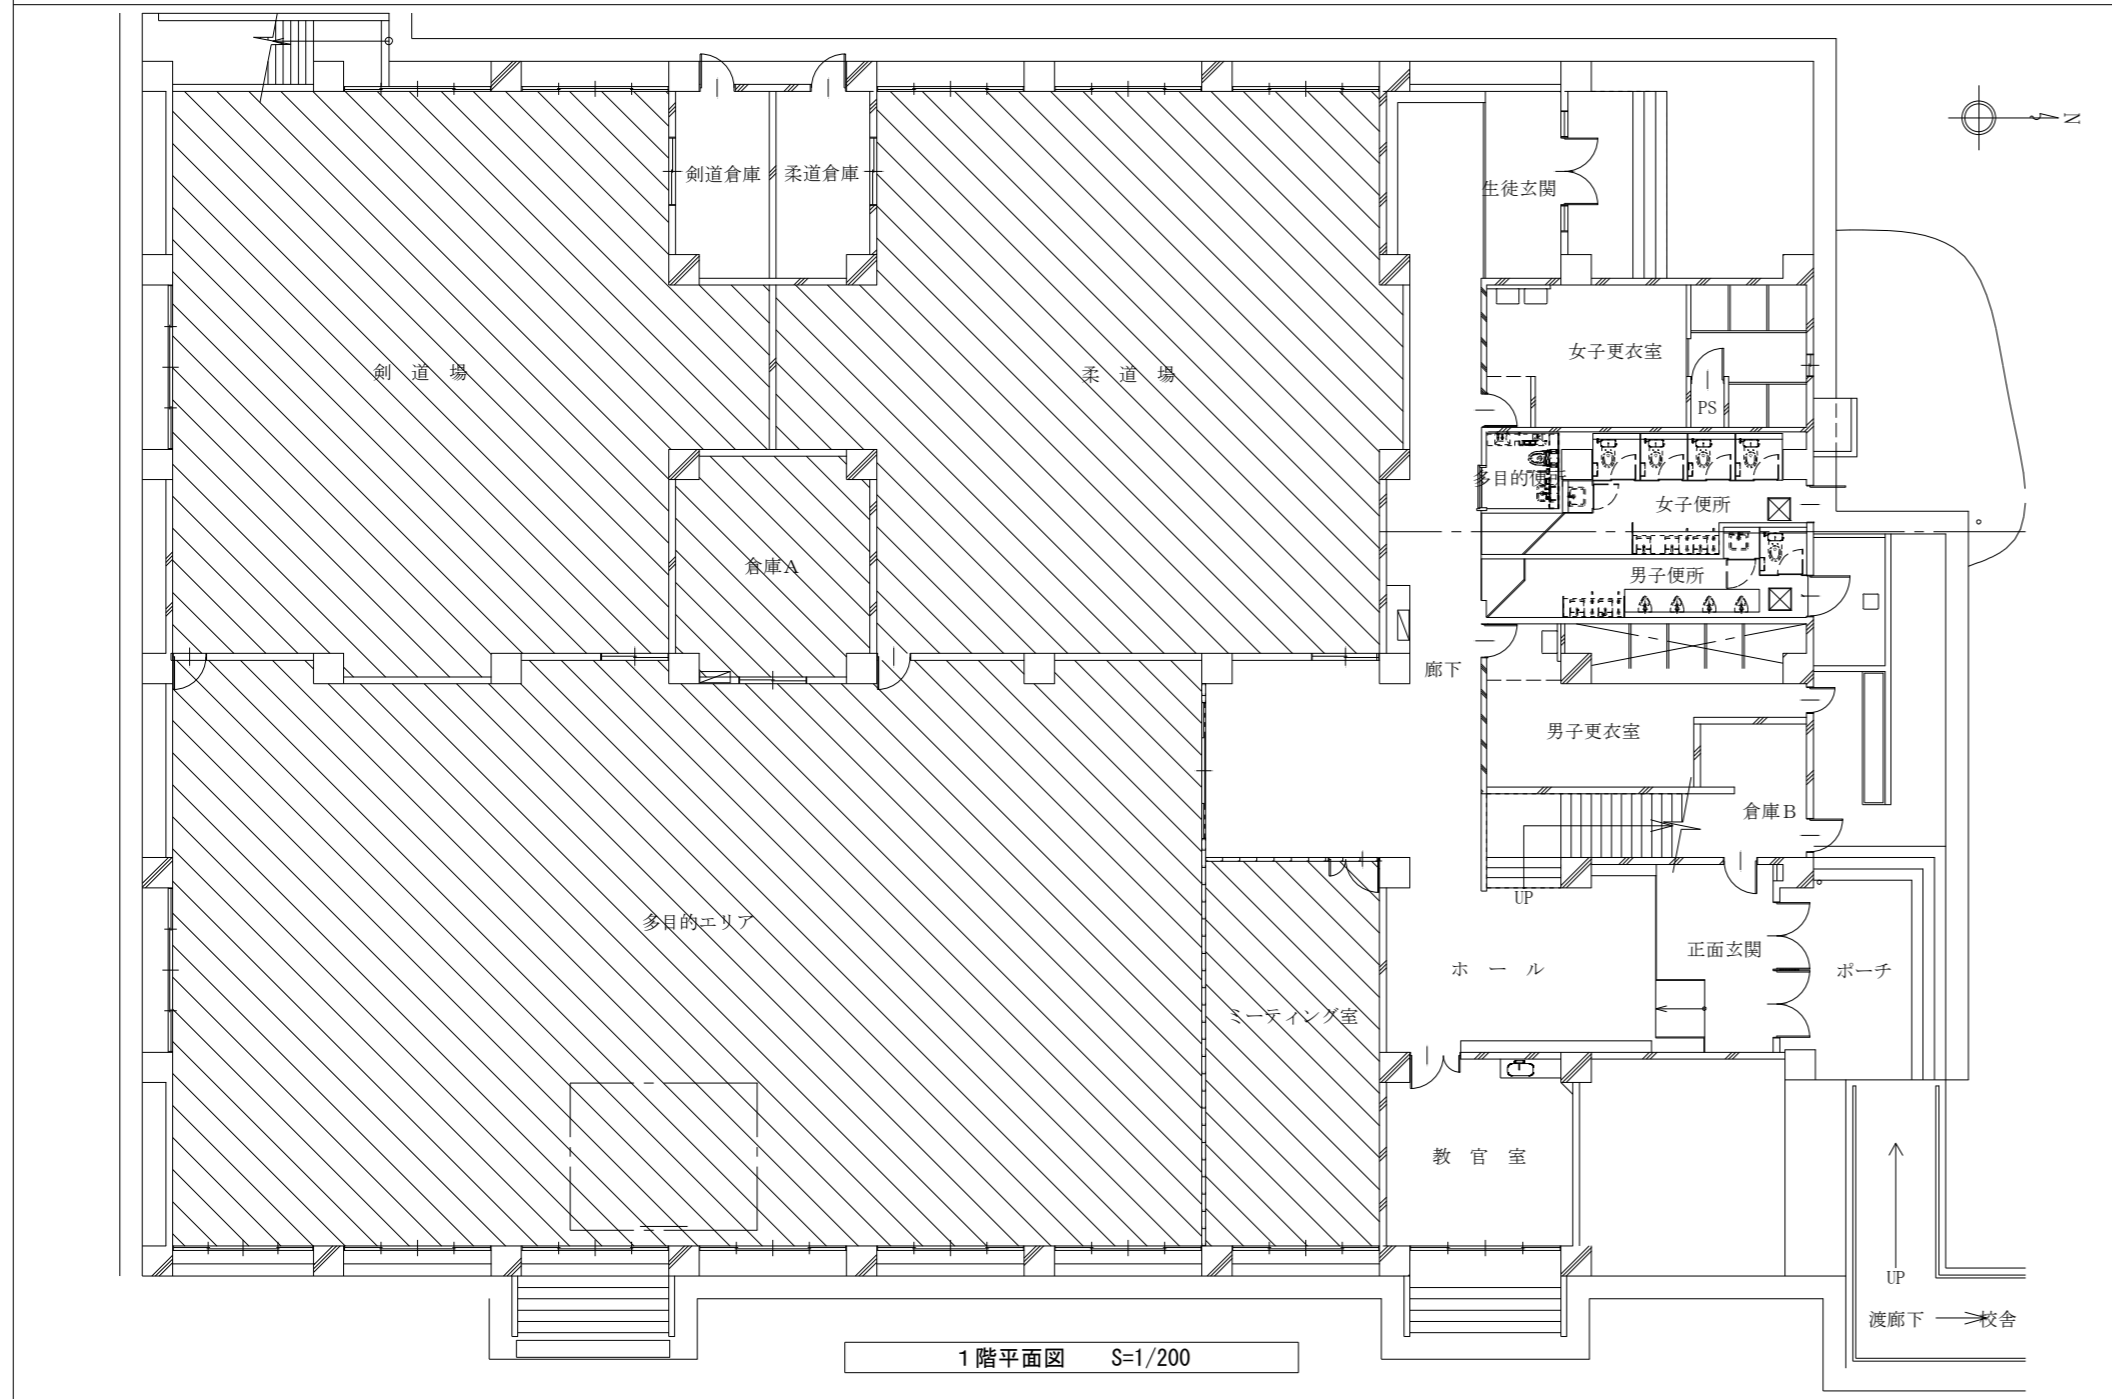 N
剣道倉庫
柔道倉庫
生徒玄関
女子更衣室
剣 道 場
柔 道 場
PS
多目的便所
女子便所
倉庫A
男子便所
廊下
男子更衣室
倉庫B
UP
多目的エリア
正面玄関
ホ ー ル
ポーチ
ミーティング室
教 官 室
UP
渡廊下
校舎
1階平面図 S=1/200